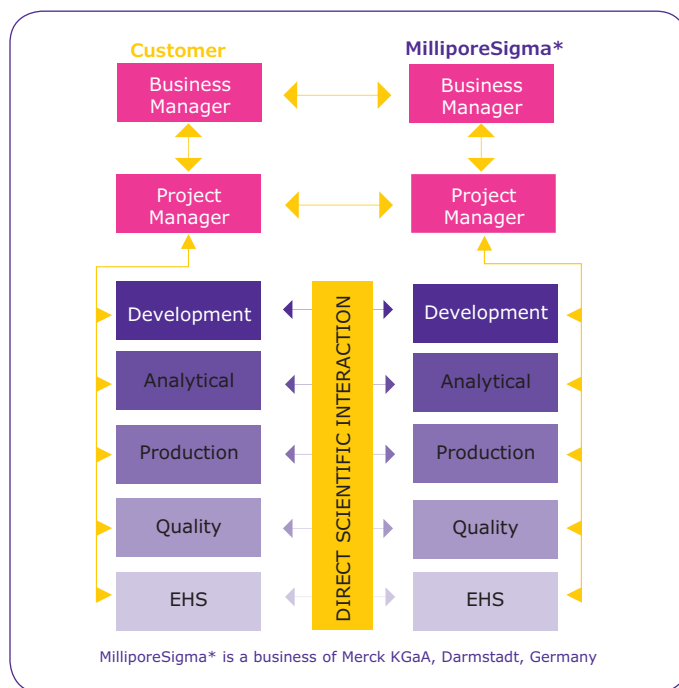 Customer
MilliporeSigma*
Business
Manager
Business
Manager
Project
Manager
Project
Manager
DIRECT SCIENTIFIC INTERACTION
Development
Development
Analytical
Analytical
Production
Production
Quality
Quality
EHS
EHS
MilliporeSigma* is a business of Merck KGaA, Darmstadt, Germany